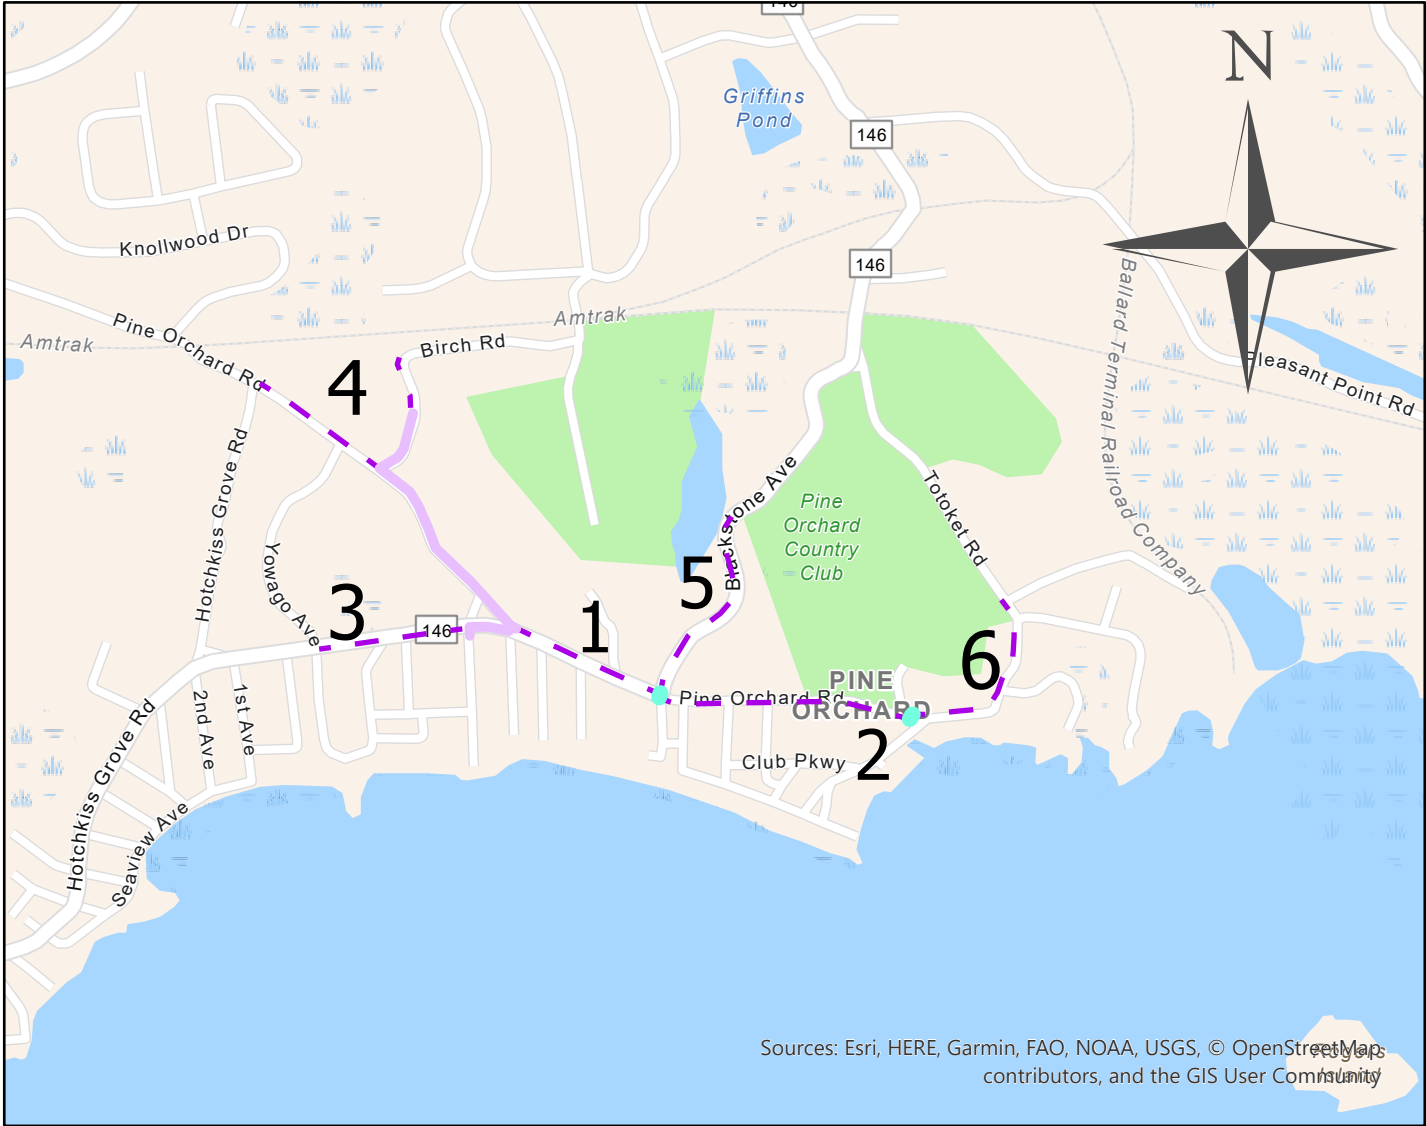 146
N
Griffins
Pond
146
Knollwood Dr
146
Ballard Terminal Railroad Company
Amtrak
Pine Orchard Rd
Amtrak
Birch Rd
Pleasant Point Rd
4
Hotchkiss Grove Rd
Blackstone Ave
Totoket Rd
Pine
Orchard
Country
Club
Yowago Ave
5
3
146
1
6
PINE
ORCHARD
Pine Orchard Rd
2nd Ave
1st Ave
Hotchkiss Grove Rd
Club Pkwy
2
Seaview Ave
Sources: Esri, HERE, Garmin, FAO, NOAA, USGS, © OpenStreetMap
contributors, and the GIS User Community
Rogers
Island